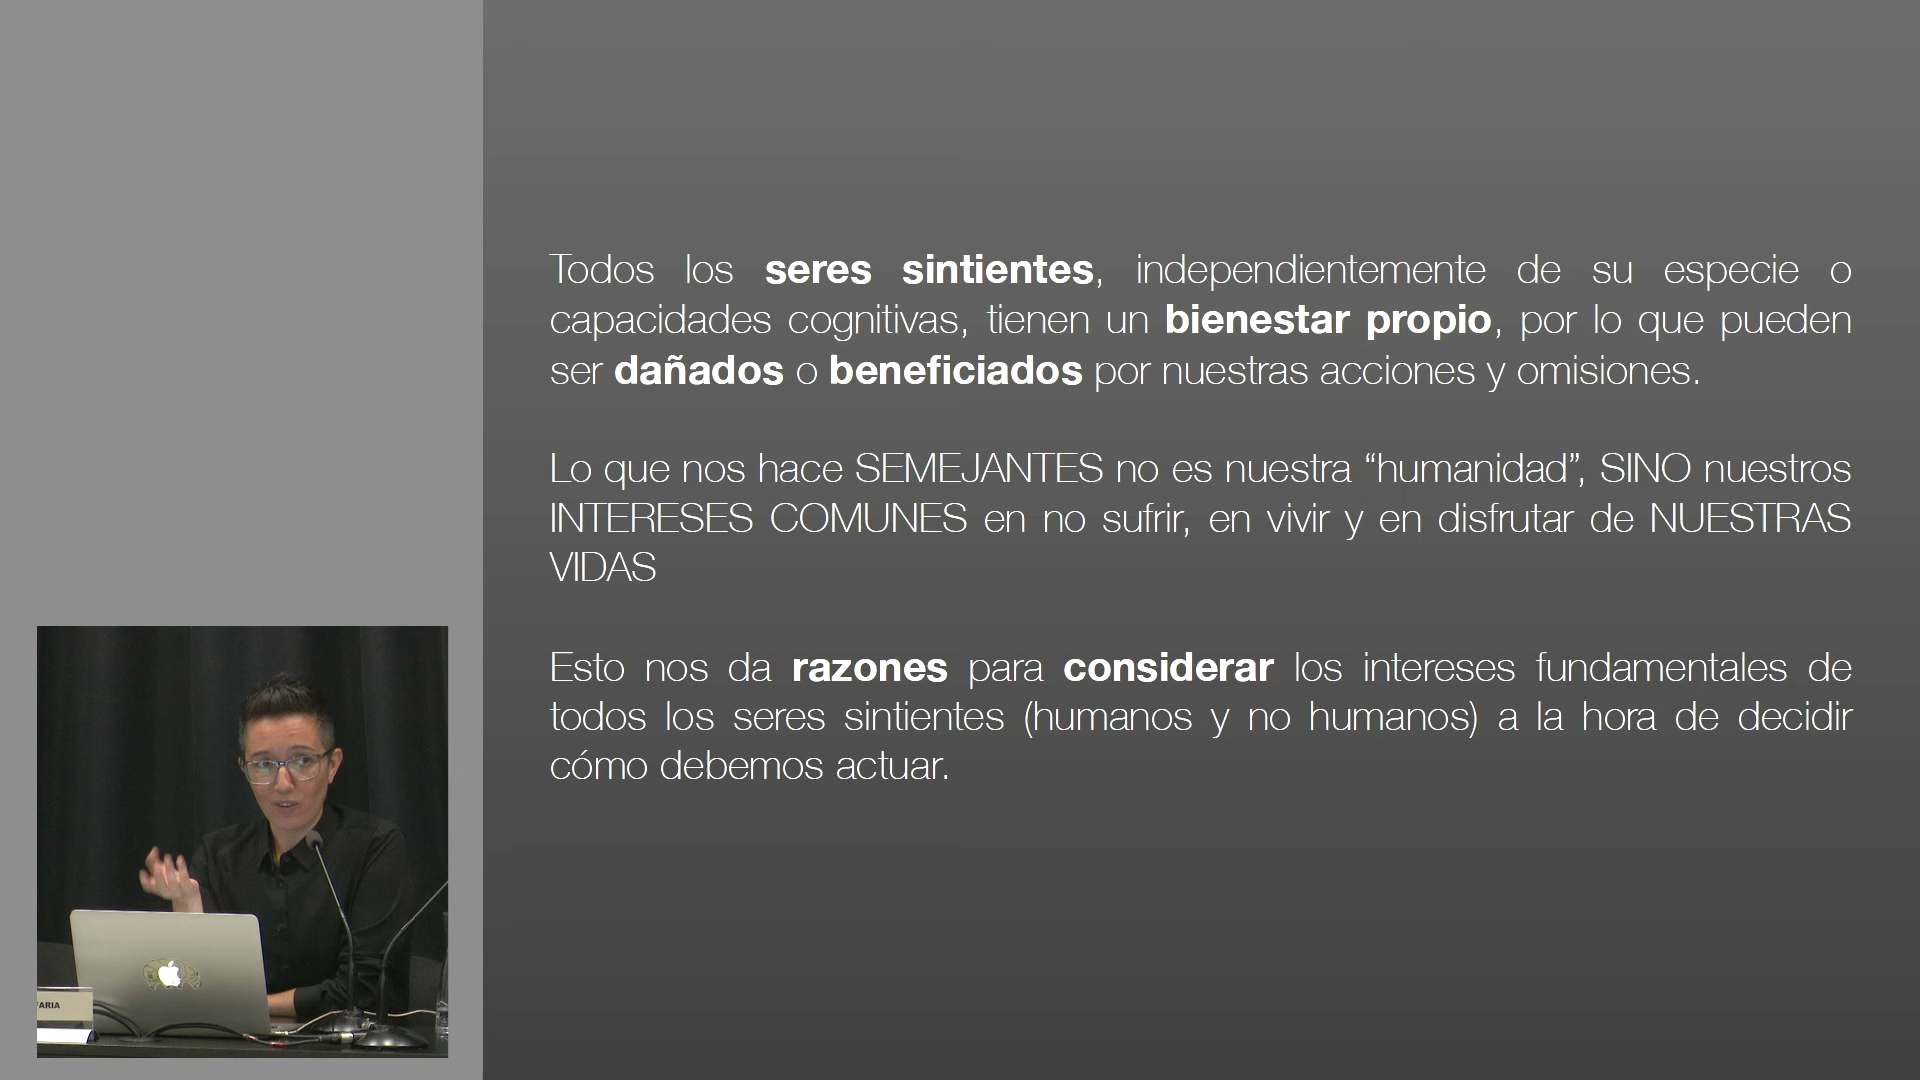 Todos los seres sintientes, independientemente de su especie o
capacidades cognitivas, tienen un bienestar propio, por lo que pueden
ser dañados o beneficiados por nuestras acciones y omisiones.
Lo que nos hace SEMEJANTES no es nuestra “humanidad”, SINO nuestros
INTERESES COMUNES en no sufrir, en vivir y en disfrutar de NUESTRAS
VIDAS
Esto nos da razones para considerar los intereses fundamentales de
todos los seres sintientes (humanos y no humanos) a la hora de decidir
cómo debemos actuar.
FARIA